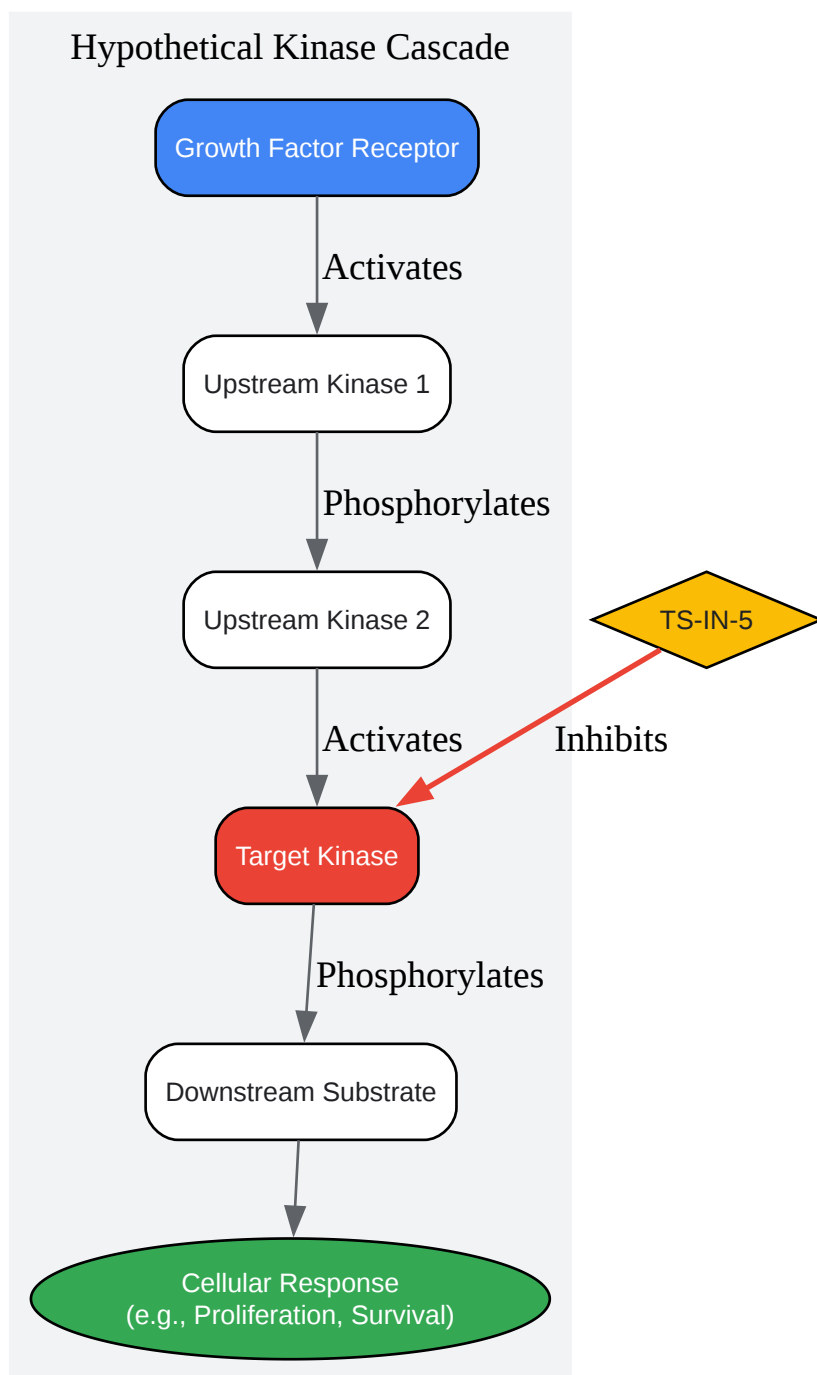 Hypothetical Kinase Cascade
Growth Factor Receptor
Activates
Upstream Kinase 1
Phosphorylates
Upstream Kinase 2
TS-IN-5
Activates
Inhibits
Target Kinase
Phosphorylates
Downstream Substrate
Cellular Response
(e.g., Proliferation, Survival)